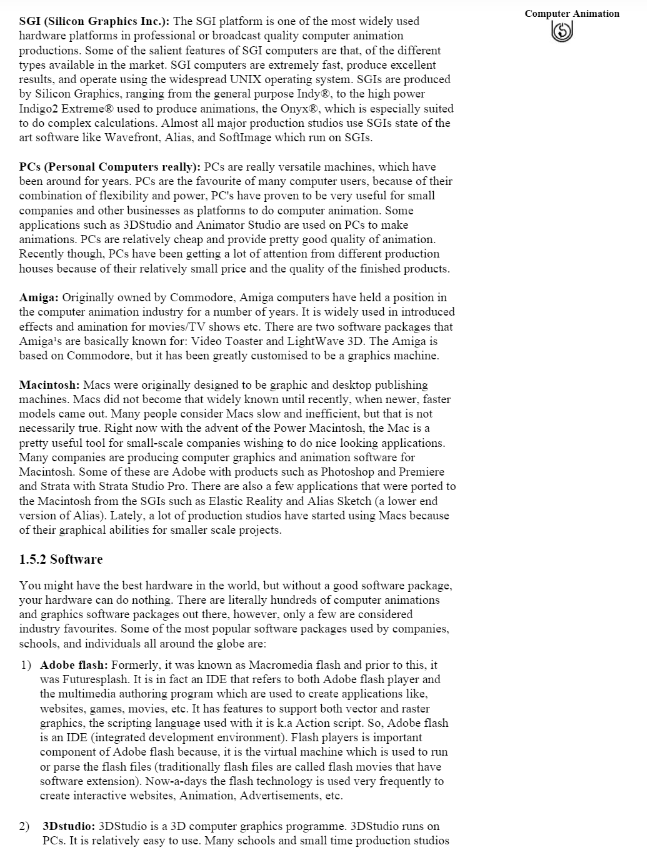 Computer Animation
SGI (Silicon Graphics Inc.): The SGI platform is one of the most widely used
hardware platforms in professional or broadcast quality computer animation
productions. Some of the salient features of SGI computers are that, of the different
types available in the market. SGI computers are extremely fast, produce excellent
results, and operate using the widespread UNIX operating system. SGIs are produced
by Silicon Graphics, ranging from the general purpose Indy®, to the high power
Indigo2 Extreme® used to produce animations, the Onyx®, which is especially suited
to do complex calculations. Almost all major production studios use SGIs state of the
art software like Wavefront, Alias, and SoftImage which run on SGIs.
PCs (Personal Computers really): PCs are really versatile machines, which have
been around for years. PCs are the favourite of many computer users, because of their
combination of flexibility and power, PC's have proven to be very useful for small
companies and other businesses as platforms to do computer animation. Some
applications such as 3DStudio and Animator Studio are used on PCs to make
animations. PCs are relatively cheap and provide pretty good quality of animation.
Recently though, PCs have been getting a lot of attention from different production
houses because of their relatively small price and the quality of the finished products.
Amiga: Originally owned by Commodore, Amiga computers have held a position in
the computer animation industry for a number of years. It is widely used in introduced
effects and amination for movies/TV shows etc. There are two software packages that
Amiga's are basically known for: Video Toaster and LightWave 3D. The Amiga is
based on Commodore, but it has been greatly customised to be a graphics machine.
Macintosh: Macs were originally designed to be graphic and desktop publishing
machines. Macs did not become that widely known until recently, when newer, faster
models came out. Many people consider Macs slow and inefficient, but that is not
necessarily true. Right now with the advent of the Power Macintosh, the Mac is a
pretty useful tool for small-scale companies wishing to do nice looking applications.
Many companies are producing computer graphics and animation software for
Macintosh. Some of these are Adobe with products such as Photoshop and Premiere
and Strata with Strata Studio Pro. There are also a few applications that were ported to
the Macintosh from the SGIs such as Elastic Reality and Alias Sketch (a lower end
version of Alias). Lately, a lot of production studios have started using Macs because
of their graphical abilities for smaller scale projects.
1.5.2 Software
You might have the best hardware in the world, but without a good software package,
your hardware can do nothing. There are literally hundreds of computer animations
and graphics software packages out there, however, only a few are considered
industry favourites. Some of the most popular software packages used by companies,
schools, and individuals all around the globe are:
1) Adobe flash: Formerly, it was known as Macromedia flash and prior to this, it
was Futuresplash. It is in fact an IDE that refers to both Adobe flash player and
the multimedia authoring program which are used to create applications like,
websites, games, movies, etc. It has features to support both vector and raster
graphics, the scripting language used with it is k.a Action script. So, Adobe flash
is an IDE (integrated development environment). Flash players is important
component of Adobe flash because, it is the virtual machine which is used to run
or parse the flash files (traditionally flash files are called flash movies that have
software extension). Now-a-days the flash technology is used very frequently to
create interactive websites, Animation, Advertisements, etc.
2) 3Dstudio: 3DStudio is a 3D computer graphics programme. 3DStudio runs on
PCs. It is relatively easy to use. Many schools and small time production studios